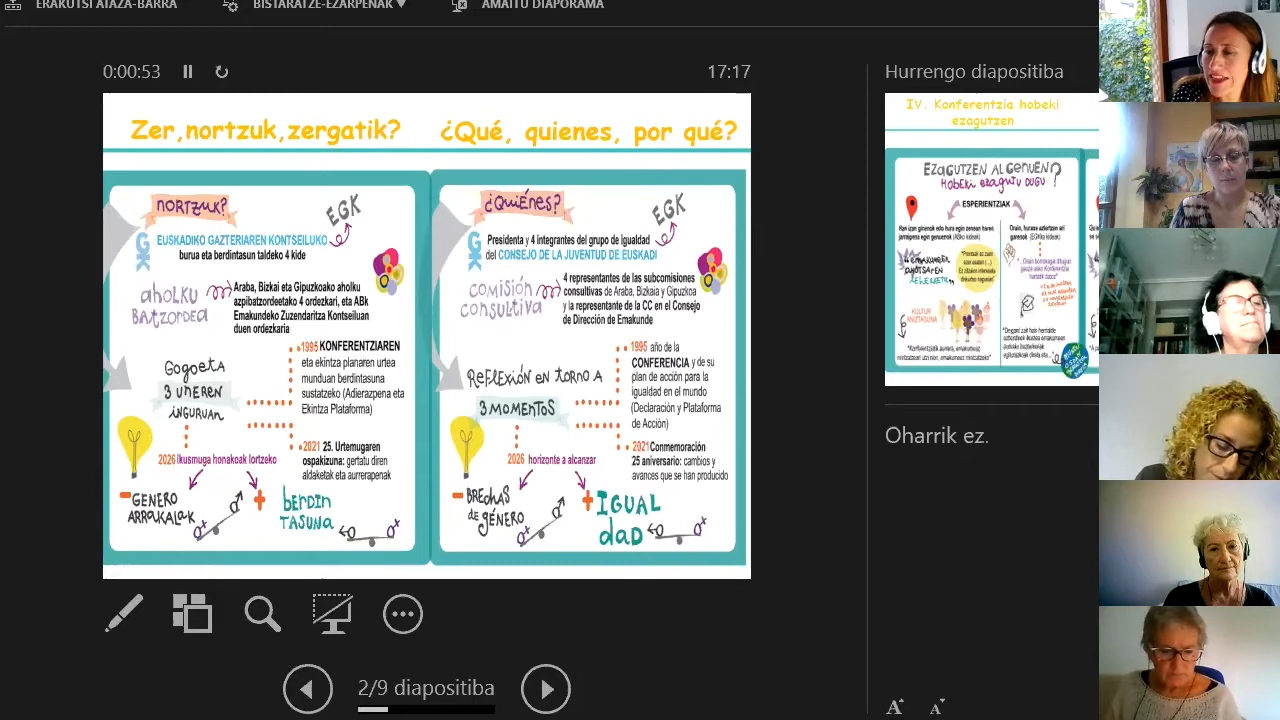 ERAKUTSI ATAZA-BARRA
BISTARATZE-EZARPENAK ▼
AMAITU DIAPORAMA
0:00:53
17:17
Zer,nortzuk,zergatik?
¿Qué, quienes, por qué?
NORTZUK?
EGK
EUSKADIKO GAZTERIAREN KONTSEILUKO
burua eta berdintasun taldeko 4 kide
AHOLKU
BATZORDEA
Araba, Bizkai eta Gipuzkoako aholku
azpibatzordeetako 4 ordezkari, eta ABk
Emakundeko Zuzendaritza Kontseiluan
duen ordezkaria
GOGOETA
3 UNEREN
INGURUAN
1995 KONFERENTZIAREN
eta ekintza planaren urtea
munduan berdintasuna
sustatzeko (Adierazpena eta
Ekintza Plataforma)
2021 25. Urtemugaren
ospakizuna: gertatu diren
aldaketak eta aurrerapenak
2026 Ikusmuga honakoak lortzeko
- GENERO
ARRAKALAK
+ BERDIN
TASUNA
¿QUIÉNES?
EGK
Presidenta y 4 integrantes del grupo de igualdad
del CONSEJO DE LA JUVENTUD DE EUSKADI
COMISIÓN
CONSULTIVA
4 representantes de las subcomisiones
consultivas de Araba, Bizkaia y Gipuzkoa
y la representante de la CC en el Consejo
de Dirección de Emakunde
REFLEXIÓN EN TORNO A
3 MOMENTOS
1995 año de la
CONFERENCIA y de su
plan de acción para la
igualdad en el mundo
(Declaración y Plataforma
de Acción)
2021 Conmemoración
25 aniversario: cambios y
avances que se han producido
2026 horizonte a alcanzar
- BRECHAS
de GÉNERO
+ IGUAL
dad
2/9 diapositiba
Hurrengo diapositiba
IV. Konferentzia hobeki
ezagutzen
EZAGUTZEN AL GENUEN?
HOBEKI EZAGUTU DUGU
ESPERIENTZIAK
KULTUR
ANIZTASUNA
Oharrik ez.
A A